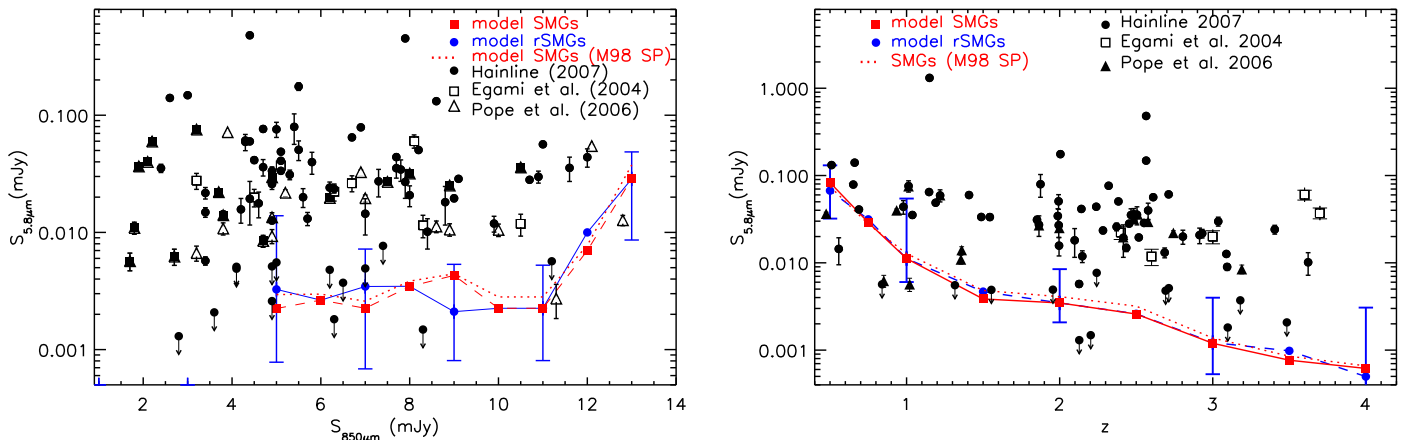 model SMGs
model rSMGs
model SMGs (M98 SP)
Hainline (2007)
Egami et al. (2004)
Pope et al. (2006)
0.100
0.010
0.001
S5.8μm(mJy)
2 4 6 8 10 12 14
S850μm (mJy)
model SMGs
model rSMGs
SMGs (M98 SP)
Hainline 2007
Egami et al. 2004
Pope et al. 2006
1.000
0.100
0.010
0.001
S5.8μm(mJy)
1 2 3 4
z